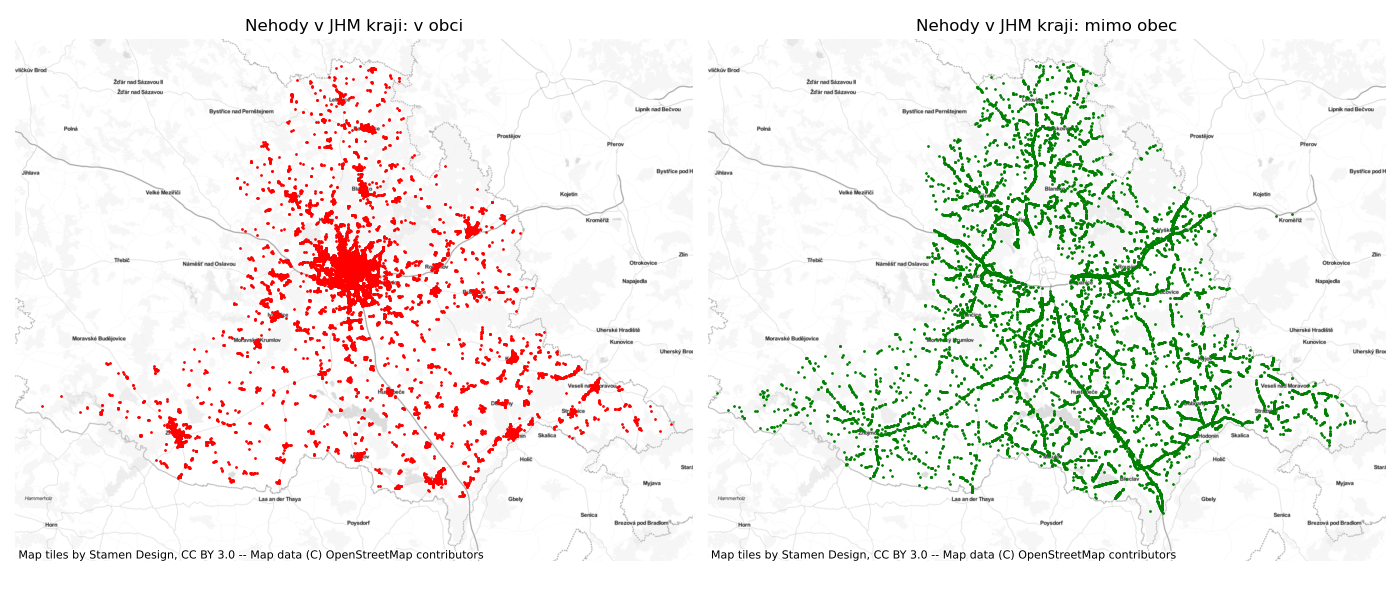 Nehody v JHM kraji: v obci
vlíčkův Brod
Žďár nad Sázavou II
Žďár nad Sázavou
Bystřice nad Pernštejnem
Lipník nad Bečvou
Polná
Prostějov
Přerov
Jihlava
Bystřice pod H
Velké Meziříčí
Kojetín
Kroměříž
Třebíč
Náměšť nad Oslavou
Zlín
Otrokovice
Napajedla
Uherské Hradiště
Moravské Budějovice
Moravský Krumlov
Kunovice
Uherský Brod
Veselí nad Moravou
Skalica
Holíč
Myjava
Hammerholz
Laa an der Thaya
Gbely
Senica
Horn
Poysdorf
Brezová pod Bradlom
Map tiles by Stamen Design, CC BY 3.0 -- Map data (C) OpenStreetMap contributors
Nehody v JHM kraji: mimo obec
vlíčkův Brod
Žďár nad Sázavou II
Žďár nad Sázavou
Bystřice nad Pernštejnem
Lipník nad Bečvou
Polná
Prostějov
Přerov
Jihlava
Bystřice pod H
Velké Meziříčí
Kojetín
Kroměříž
Třebíč
Náměšť nad Oslavou
Zlín
Otrokovice
Napajedla
Uherské Hradiště
Moravské Budějovice
Moravský Krumlov
Kunovice
Uherský Brod
Veselí nad Moravou
Hodonín
Skalica
Holíč
Břeclav
Myjava
Hammerholz
Laa an der Thaya
Gbely
Senica
Horn
Poysdorf
Brezová pod Bradlom
Map tiles by Stamen Design, CC BY 3.0 -- Map data (C) OpenStreetMap contributors